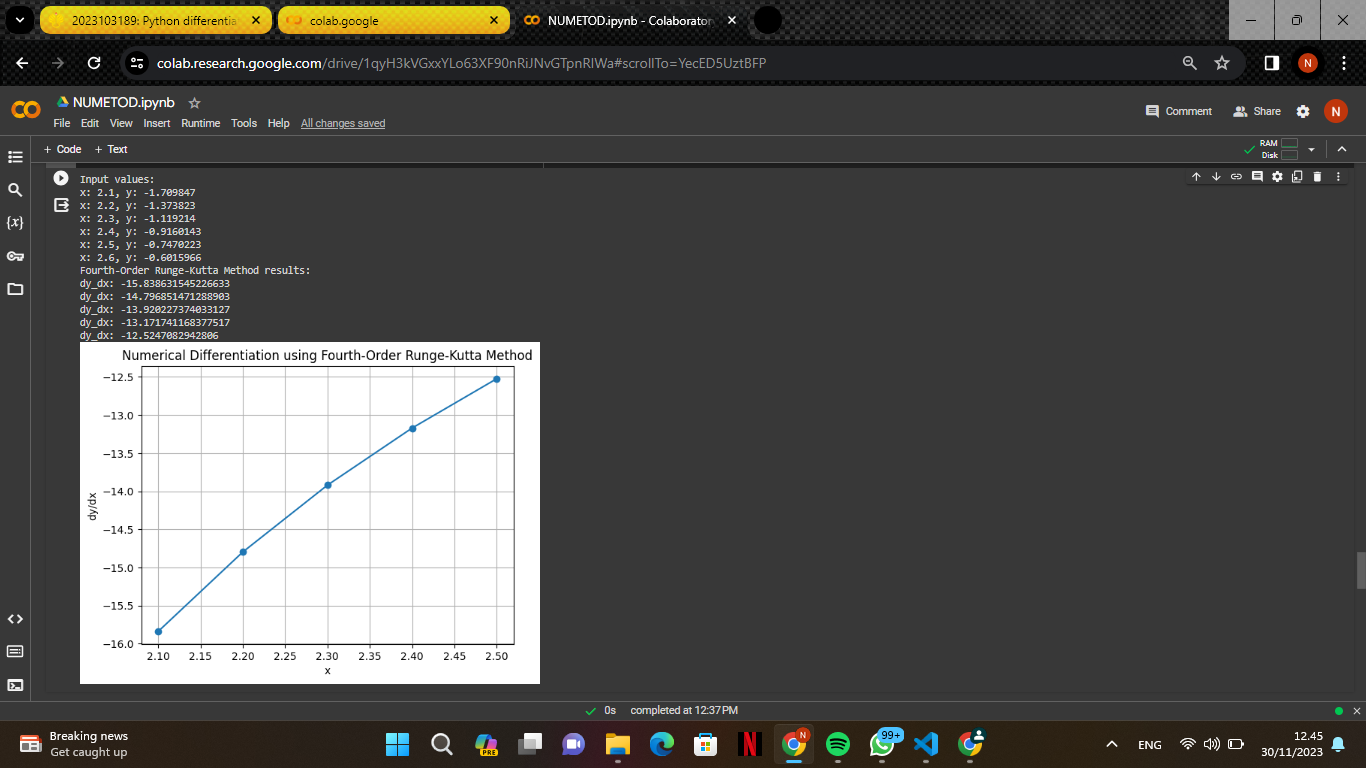 2023103189: Python differentia
colab.google
NUMETOD.ipynb - Colaborator
colab.research.google.com/drive/1qyH3kVGxxYLo63XF90nRiJNvGTpnRIWa#scrollTo=YecED5UztBFP
N
NUMETOD.ipynb
Comment
Share
N
File Edit View Insert Runtime Tools Help All changes saved
+ Code + Text
RAM
Disk
{x}
Input values:
x: 2.1, y: -1.709847
x: 2.2, y: -1.373823
x: 2.3, y: -1.119214
x: 2.4, y: -0.9160143
x: 2.5, y: -0.7470223
x: 2.6, y: -0.6015966
Fourth-Order Runge-Kutta Method results:
dy_dx: -15.838631545226633
dy_dx: -14.796851471288903
dy_dx: -13.920227374033127
dy_dx: -13.171741168377517
dy_dx: -12.5247082942806
Numerical Differentiation using Fourth-Order Runge-Kutta Method
−12.5
−13.0
−13.5
−14.0
−14.5
−15.0
−15.5
−16.0
dy/dx
2.10 2.15 2.20 2.25 2.30 2.35 2.40 2.45 2.50
x
0s completed at 12:37 PM
Breaking news
Get caught up
PRE
N
N
99+
ENG
12.45
30/11/2023